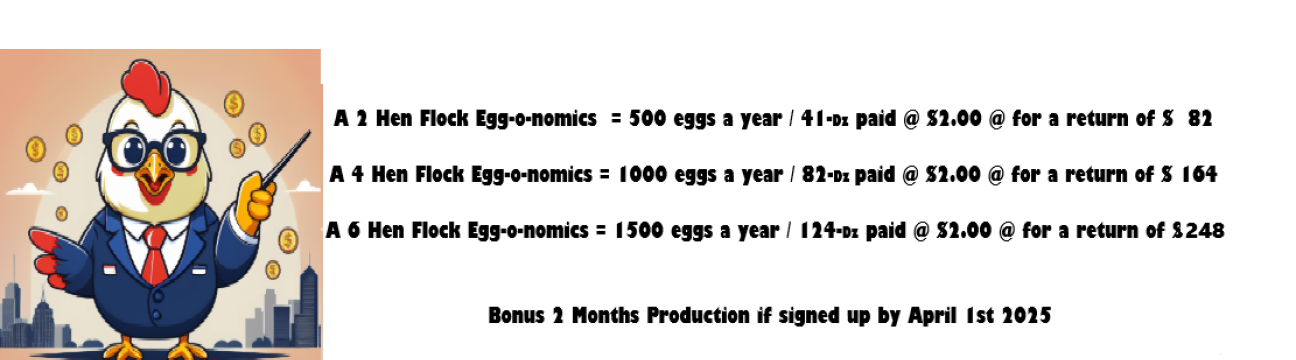 A 2 Hen Flock Egg-o-nomics = 500 eggs a year / 41-Dz paid @ $2.00 @ for a return of $ 82
A 4 Hen Flock Egg-o-nomics = 1000 eggs a year / 82-Dz paid @ $2.00 @ for a return of $ 164
A 6 Hen Flock Egg-o-nomics = 1500 eggs a year / 124-Dz paid @ $2.00 @ for a return of $248
Bonus 2 Months Production if signed up by April 1st 2025